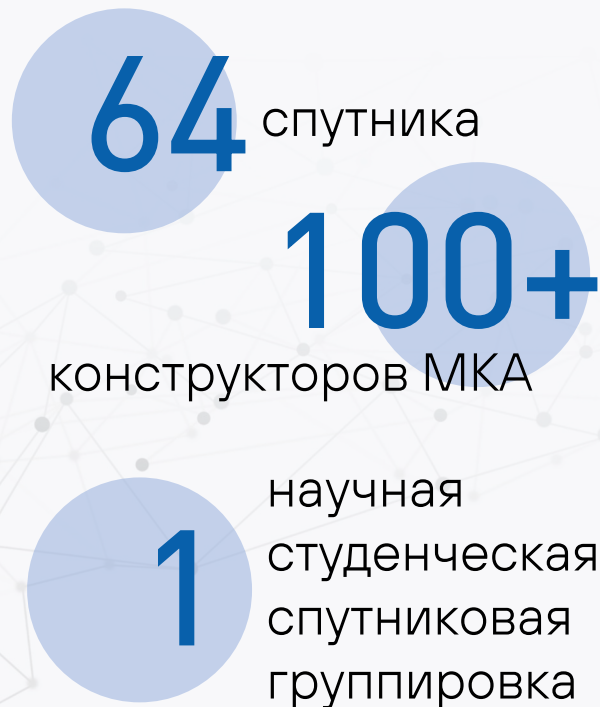 64 спутника
100+
конструкторов МКА
1
научная
студенческая
спутниковая
группировка